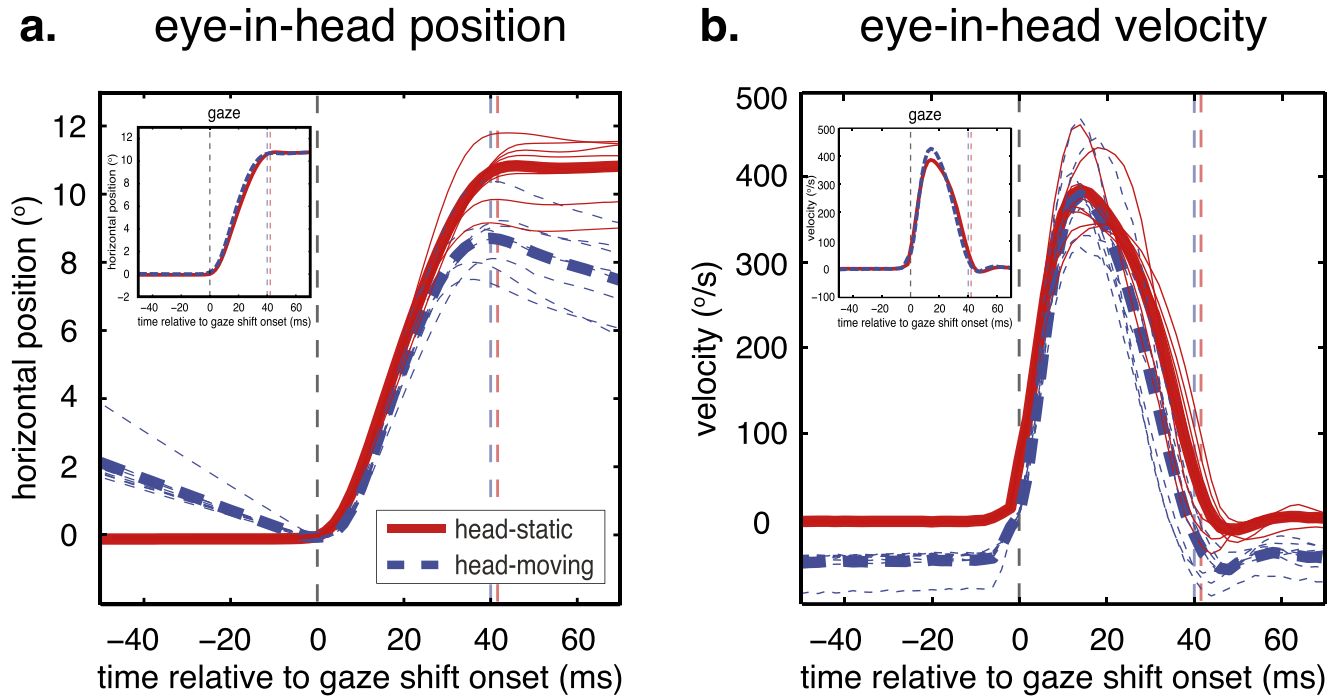 a. eye-in-head position
b. eye-in-head velocity
horizontal position (º)
12
10
8
6
4
2
0
−40 −20 0 20 40 60
time relative to gaze shift onset (ms)
gaze
horizontal position (°)
12
10
8
6
4
2
0
−2
−40 −20 0 20 40 60
time relative to gaze shift onset (ms)
head-static
head-moving
velocity (º/s)
500
400
300
200
100
0
−40 −20 0 20 40 60
time relative to gaze shift onset (ms)
gaze
velocity (°/s)
500
400
300
200
100
0
−100
−40 −20 0 20 40 60
time relative to gaze shift onset (ms)